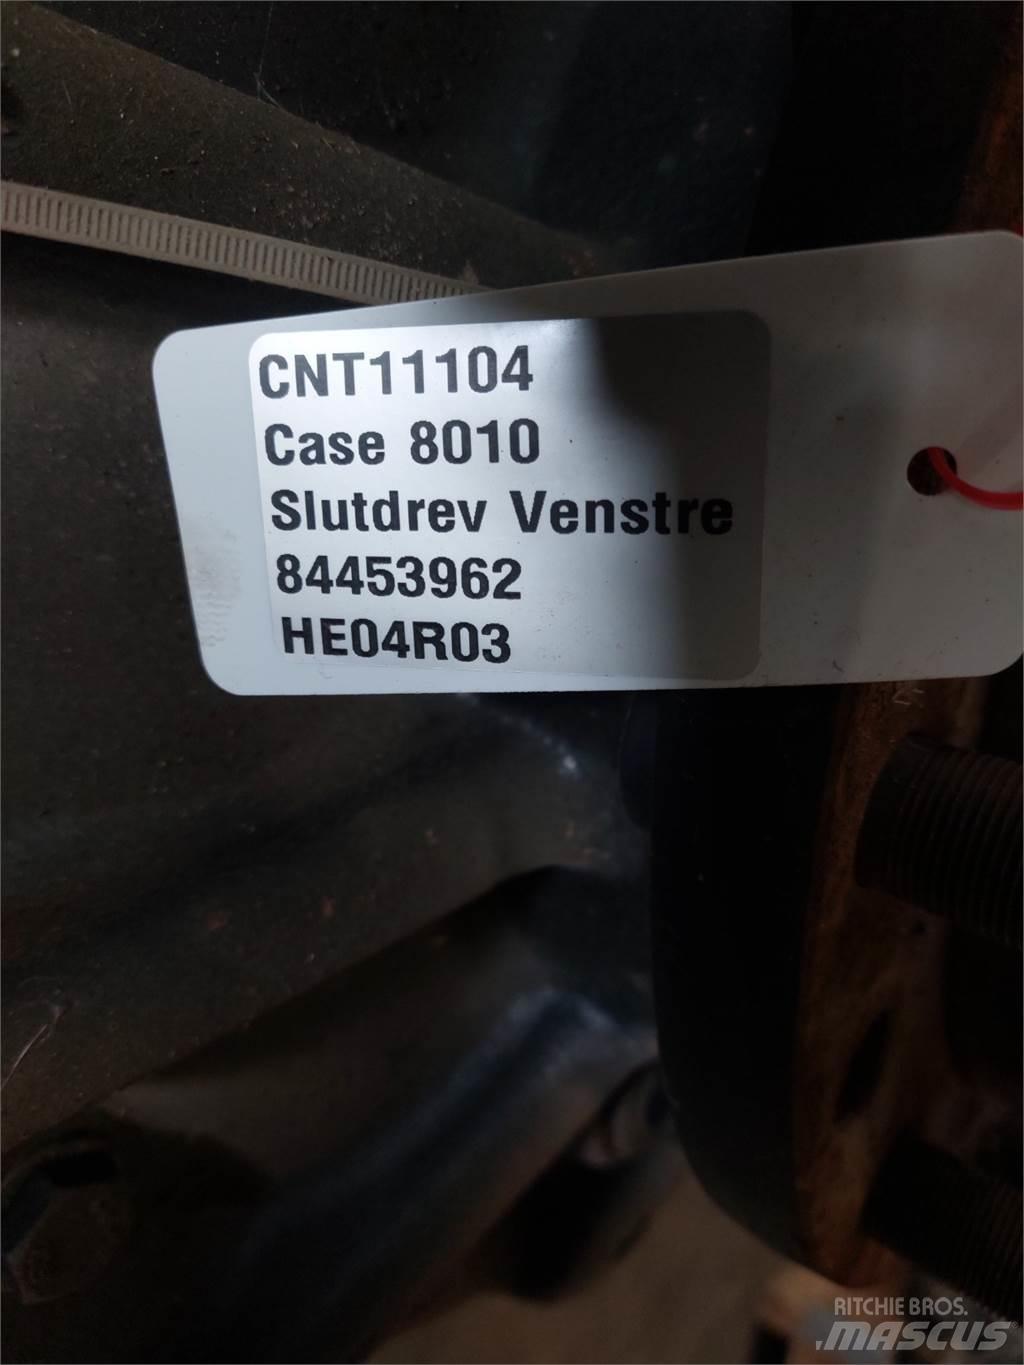 CNT11104
Case 8010
Slutdrev Venstre
84453962
HE04R03
RITCHIE BROS.
MASCUS